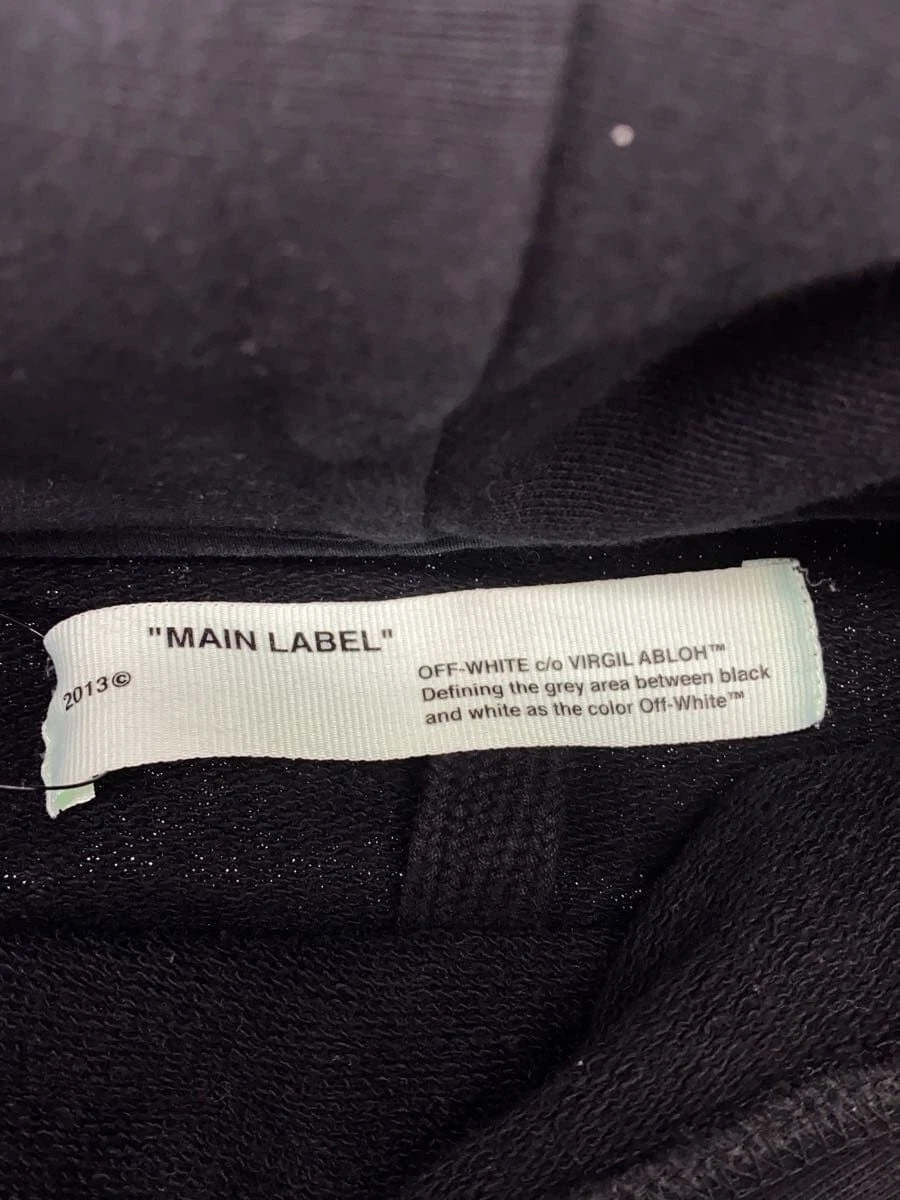 "MAIN LABEL"
2013©
OFF-WHITE c/o VIRGIL ABLOH™
Defining the grey area between black
and white as the color Off-White™